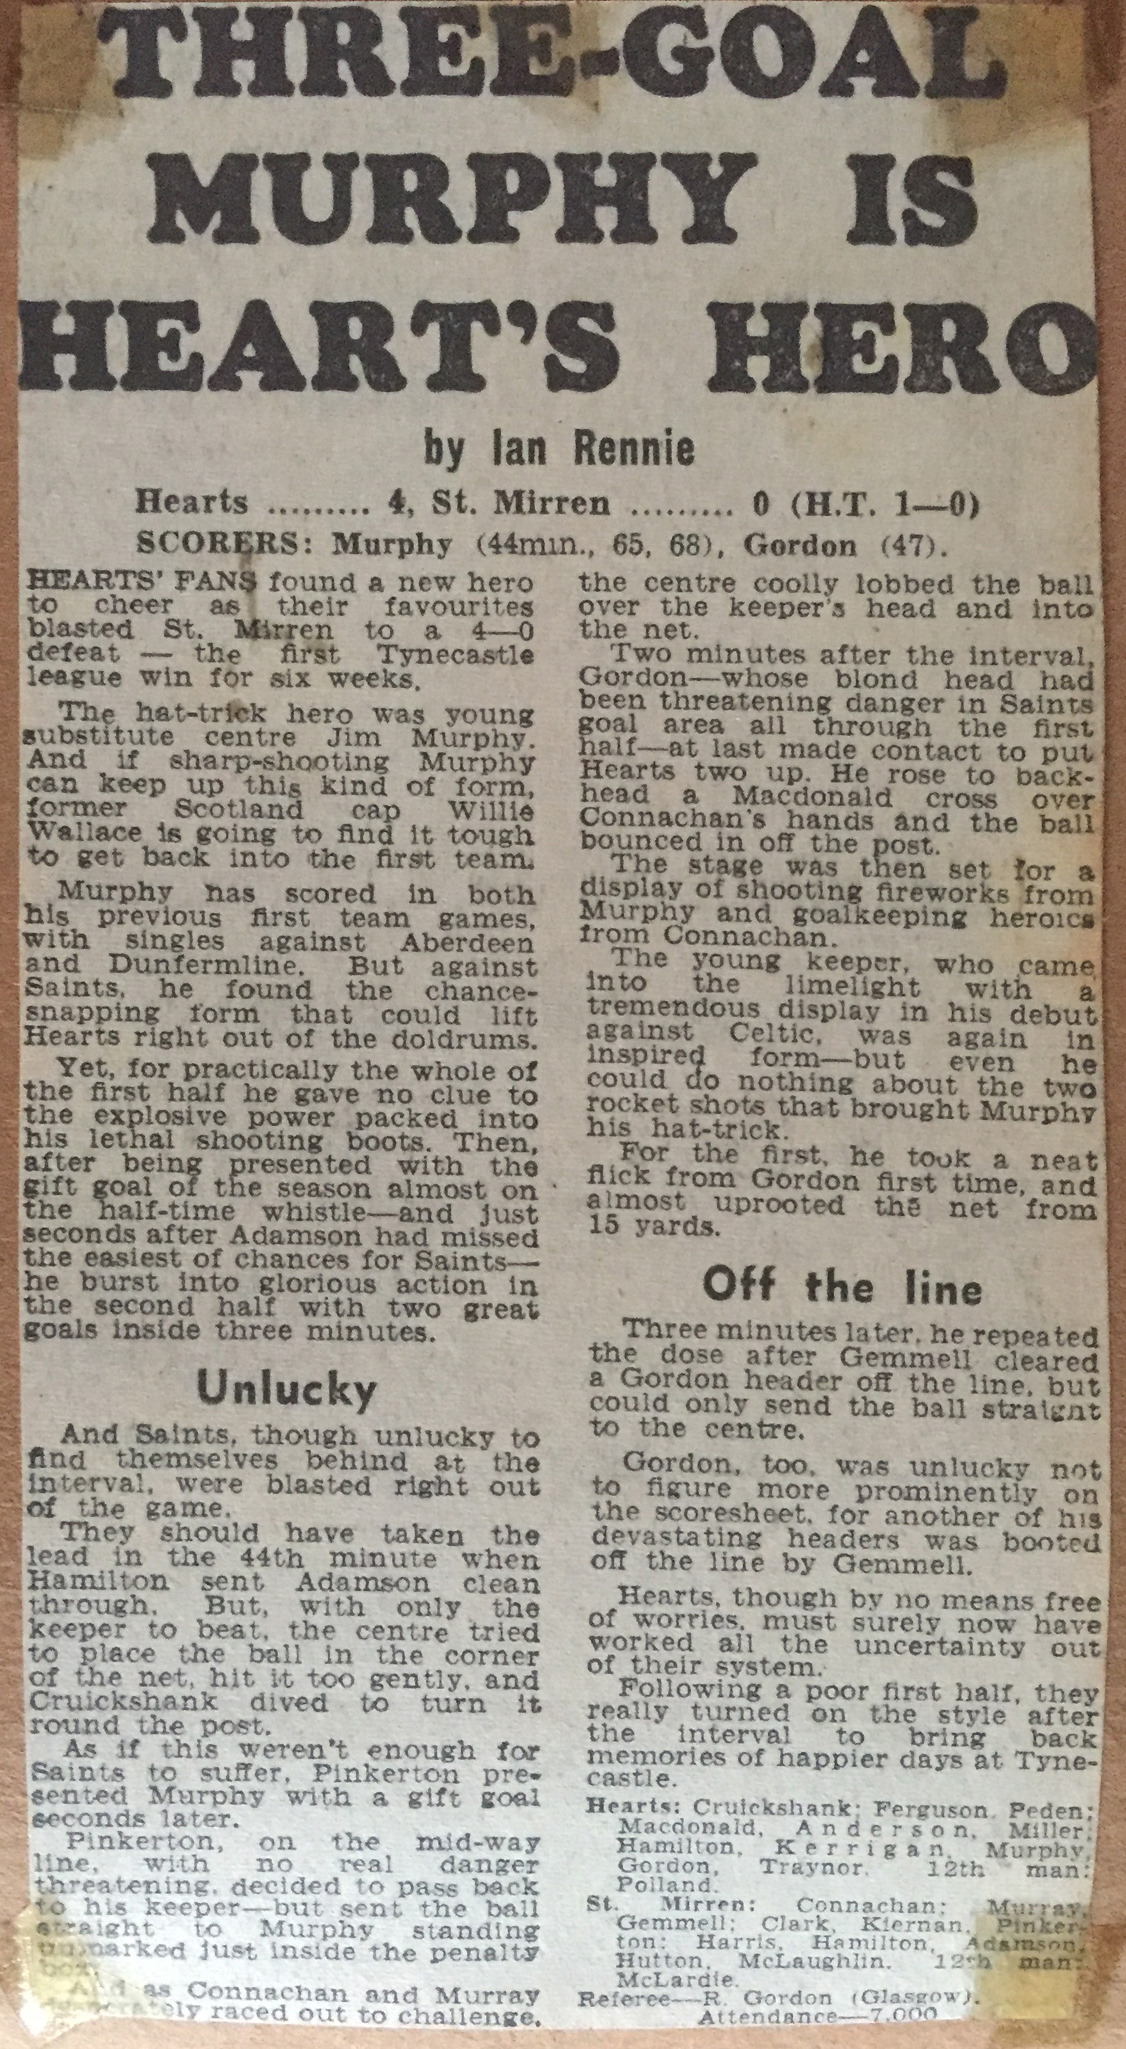 THREE-GOAL
MURPHY IS
HEART'S HERO
by Ian Rennie
Hearts ......... 4, St. Mirren ......... 0 (H.T. 1—0)
SCORERS: Murphy (44min., 65, 68), Gordon (47).
HEARTS' FANS found a new hero
to cheer as their favourites
blasted St. Mirren to a 4—0
defeat — the first Tynecastle
league win for six weeks.
The hat-trick hero was young
substitute centre Jim Murphy.
And if sharp-shooting Murphy
can keep up this kind of form,
former Scotland cap Willie
Wallace is going to find it tough
to get back into the first team.
Murphy has scored in both
his previous first team games,
with singles against Aberdeen
and Dunfermline. But against
Saints, he found the chance-
snapping form that could lift
Hearts right out of the doldrums.
Yet, for practically the whole of
the first half he gave no clue to
the explosive power packed into
his lethal shooting boots. Then,
after being presented with the
gift goal of the season almost on
the half-time whistle—and just
seconds after Adamson had missed
the easiest of chances for Saints—
he burst into glorious action in
the second half with two great
goals inside three minutes.
Unlucky
And Saints, though unlucky to
find themselves behind at the
interval, were blasted right out
of the game.
They should have taken the
lead in the 44th minute when
Hamilton sent Adamson clean
through. But, with only the
keeper to beat, the centre tried
to place the ball in the corner
of the net, hit it too gently, and
Cruickshank dived to turn it
round the post.
As if this weren't enough for
Saints to suffer, Pinkerton pre-
sented Murphy with a gift goal
seconds later.
Pinkerton, on the mid-way
line, with no real danger
threatening, decided to pass back
to his keeper—but sent the ball
straight to Murphy standing
unmarked just inside the penalty
box.
And as Connachan and Murray
desperately raced out to challenge,
the centre coolly lobbed the ball
over the keeper's head and into
the net.
Two minutes after the interval,
Gordon—whose blond head had
been threatening danger in Saints
goal area all through the first
half—at last made contact to put
Hearts two up. He rose to back-
head a Macdonald cross over
Connachan's hands and the ball
bounced in off the post.
The stage was then set for a
display of shooting fireworks from
Murphy and goalkeeping heroics
from Connachan.
The young keeper, who came
into the limelight with a
tremendous display in his debut
against Celtic, was again in
inspired form—but even he
could do nothing about the two
rocket shots that brought Murphy
his hat-trick.
For the first, he took a neat
flick from Gordon first time, and
almost uprooted the net from
15 yards.
Off the line
Three minutes later, he repeated
the dose after Gemmell cleared
a Gordon header off the line, but
could only send the ball straight
to the centre.
Gordon, too, was unlucky not
to figure more prominently on
the scoresheet, for another of his
devastating headers was booted
off the line by Gemmell.
Hearts, though by no means free
of worries, must surely now have
worked all the uncertainty out
of their system.
Following a poor first half, they
really turned on the style after
the interval to bring back
memories of happier days at Tyne-
castle.
Hearts: Cruickshank; Ferguson, Peden;
Macdonald, Anderson, Miller;
Hamilton, Kerrigan, Murphy,
Gordon, Traynor. 12th man:
Polland.
St. Mirren: Connachan; Murray,
Gemmell; Clark, Kiernan, Pinker-
ton; Harris, Hamilton, Adamson,
Hutton, McLaughlin. 12th man:
McLardie.
Referee—R. Gordon (Glasgow).
Attendance—7,000